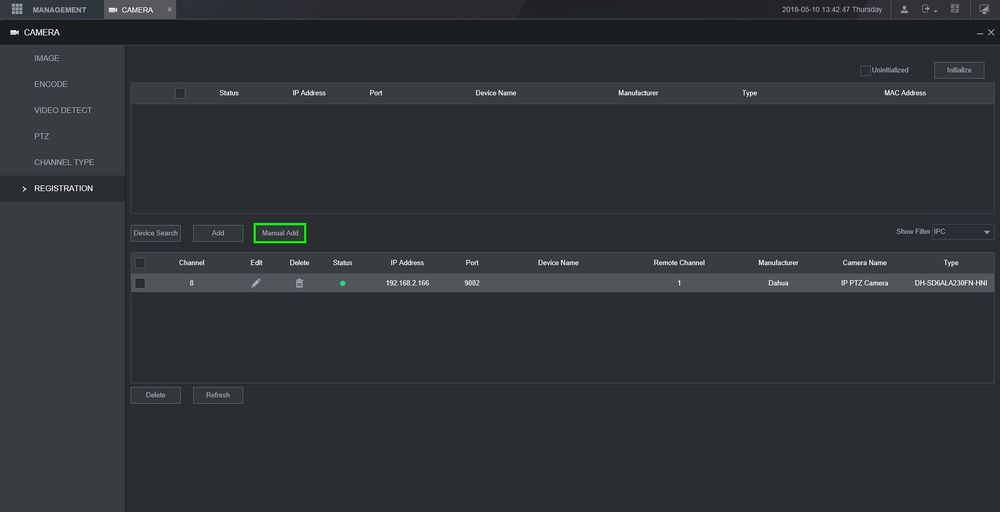 MANAGEMENT CAMERA 2018-05-10 13:42:47 Thursday
CAMERA
IMAGE
ENCODE
VIDEO DETECT
PTZ
CHANNEL TYPE
REGISTRATION
Uninitialized Initialize
Status IP Address Port Device Name Manufacturer Type MAC Address
Device Search Add Manual Add Show Filter IPC
Channel Edit Delete Status IP Address Port Device Name Remote Channel Manufacturer Camera Name Type
8 192.168.2.166 9002 1 Dahua IP PTZ Camera DH-SD6ALA230FN-HNI
Delete Refresh